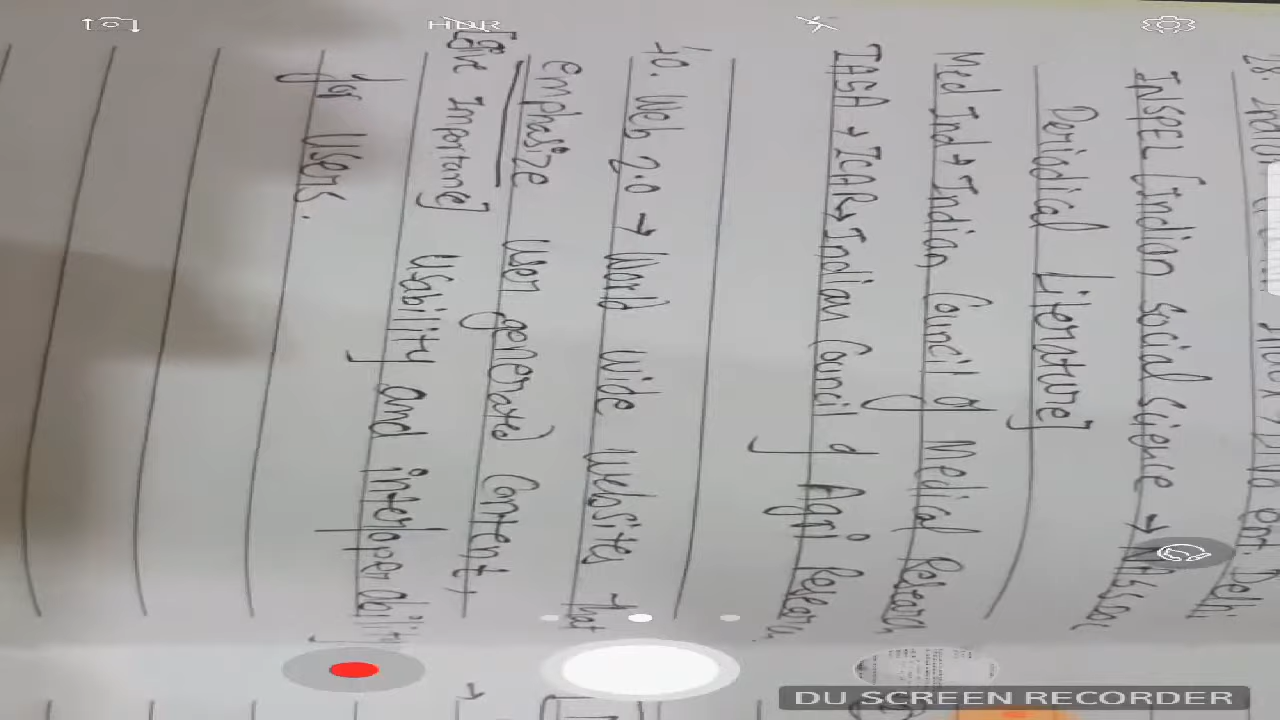 INSPEL [Indian Social Science →
Periodical Literature]
Med Ind → Indian Council of Medical Research
IASA → ICAR → Indian Council of Agri
10. Web 2.0 → World Wide Websites that
emphasize user generated Content,
[Give Importance] usability and interoperability
for Users.
HDR
DU SCREEN RECORDER